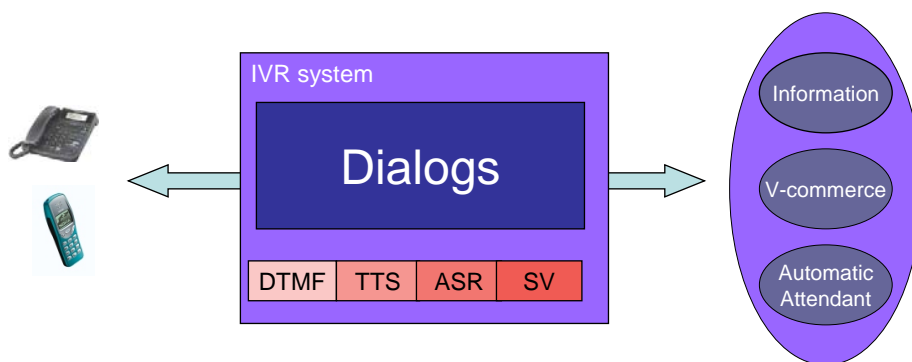 IVR system
Dialogs
DTMF TTS ASR SV
Information
V-commerce
Automatic
Attendant